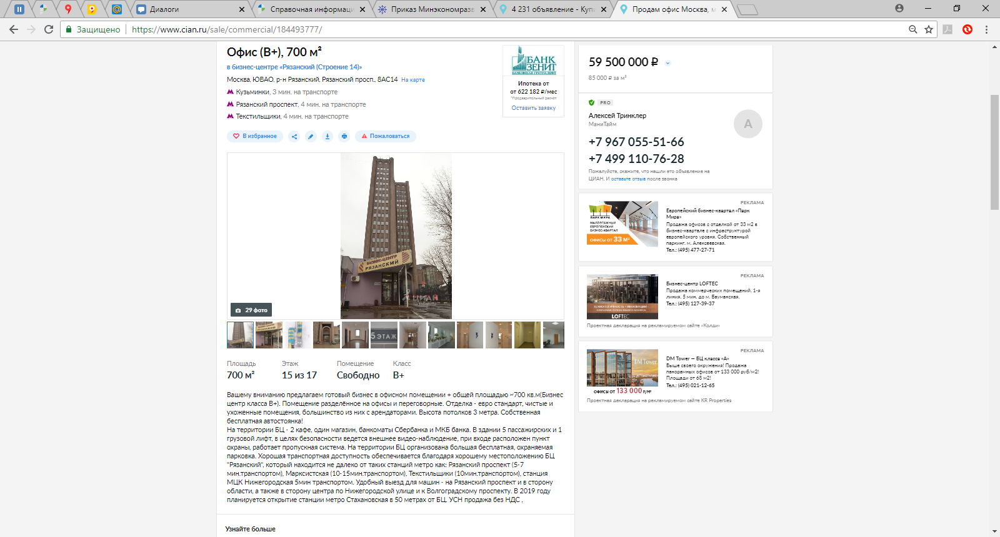 Диалоги
Справочная информаци
Приказ Минэкономразв
4 231 объявление - Купи
Продам офис Москва, м
Защищено
https://www.cian.ru/sale/commercial/184493777/
Офис (B+), 700 м²
в бизнес-центре «Рязанский (Строение 14)»
Москва, ЮВАО, р-н Рязанский, Рязанский просп., 8АС14 На карте
Кузьминки, 3 мин. на транспорте
Рязанский проспект, 4 мин. на транспорте
Текстильщики, 4 мин. на транспорте
БАНК
ЗЕНИТ
БАНКОВСКАЯ ГРУППА ЗЕНИТ
Ипотека от
от 622 182 ₽/мес
*Предварительный расчёт
Оставить заявку
В избранное
Пожаловаться
БИЗНЕС-ЦЕНТР
РЯЗАНСКИЙ
ЦИАН
29 фото
РЯЗАНСКИЙ
5 ЭТАЖ
Площадь Этаж Помещение Класс
700 м² 15 из 17 Свободно B+
Вашему вниманию предлагаем готовый бизнес в офисном помещении + общей площадью ~700 кв.м(Бизнес
центр класса В+). Помещение разделённое на офисы и переговорные. Отделка - евро стандарт, чистые и
ухоженные помещения, большинство из них с арендаторами. Высота потолков 3 метра. Собственная
бесплатная автостоянка!
На территории БЦ - 2 кафе, один магазин, банкоматы Сбербанка и МКБ банка. В здании 5 пассажирских и 1
грузовой лифт, в целях безопасности ведется внешнее видео-наблюдение, при входе расположен пункт
охраны, работает пропускная система. На территории БЦ организована большая бесплатная, охраняемая
парковка. Хорошая транспортная доступность обеспечивается благодаря хорошему местоположению БЦ
"Рязанский", который находится не далеко от таких станций метро как: Рязанский проспект (5-7
мин.транспортом), Марксистская (10-15мин.транспортом), Текстильщики (10мин.транспортом), станция
МЦК Нижегородская 5мин транспортом. Удобный выезд для машин - на Рязанский проспект и в сторону
области, а также в сторону центра по Нижегородской улице и к Волгоградскому проспекту. В 2019 году
планируется открытие станции метро Стахановская в 50 метрах от БЦ. УСН продажа без НДС ,
Узнайте больше
59 500 000 ₽
85 000 ₽ за м²
PRO
Алексей Тринклер
МаниТайм
А
+7 967 055-51-66
+7 499 110-76-28
Пожалуйста, скажите, что нашли это объявление на
ЦИАН. И оставьте отзыв после звонка
РЕКЛАМА
ПАРК МИРА
МАЛОЭТАЖНЫЙ
ЕВРОПЕЙСКИЙ
БИЗНЕС-КВАРТАЛ
ОФИСЫ ОТ 33 М²
Европейский бизнес-квартал «Парк
Мира»
Продажа офисов с отделкой от 33 м2 в
бизнес-квартале с инфраструктурой
европейского уровня. Собственный
паркинг. м. Алексеевская.
Тел.: (495) 477-27-71
РЕКЛАМА
LOFTEC
Бизнес-центр LOFTEC
Продажа коммерческих помещений. 1-я
линия. 5 мин. до м. Бауманская.
Тел.: (495) 127-39-37
Проектная декларация на рекламируемом сайте «Колди»
РЕКЛАМА
DM Tower
ОФИСЫ ОТ 133 000 Р/М²
DM Tower — БЦ класса «А»
Выше своего окружения! Продажа
панорамных офисов от 133 000 руб/м2!
Площади от 68 м2!
Тел.: (495) 021-12-65
Проектная декларация на рекламируемом сайте KR Properties